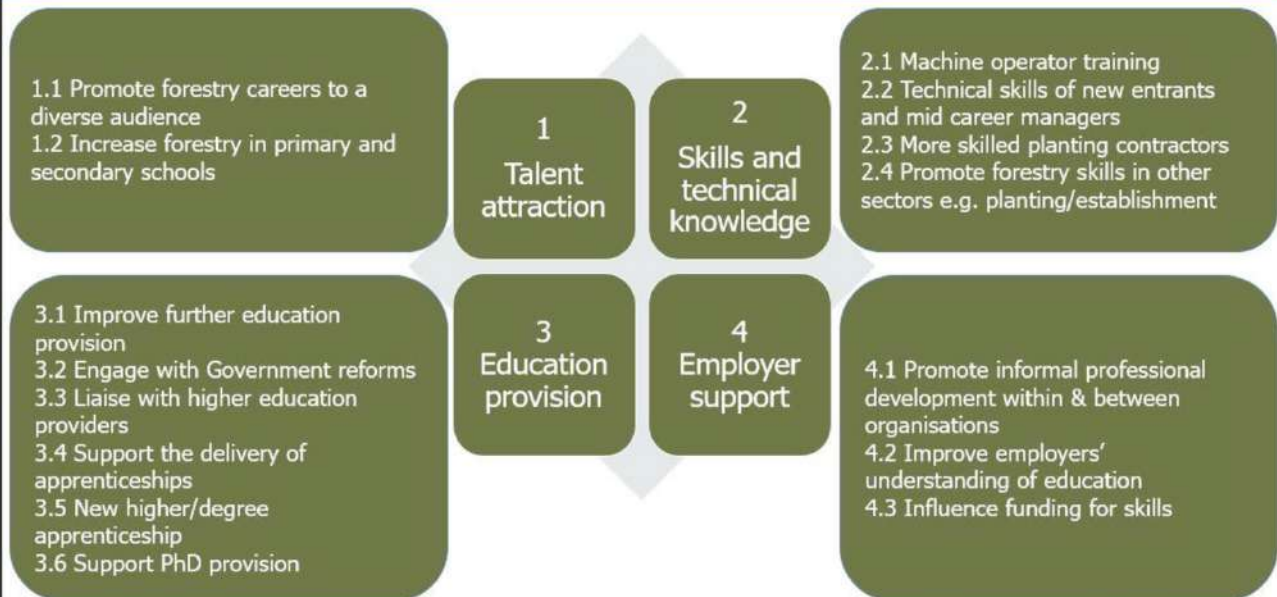 1.1 Promote forestry careers to a
diverse audience
1.2 Increase forestry in primary and
secondary schools
1
Talent
attraction
2
Skills and
technical
knowledge
2.1 Machine operator training
2.2 Technical skills of new entrants
and mid career managers
2.3 More skilled planting contractors
2.4 Promote forestry skills in other
sectors e.g. planting/establishment
3.1 Improve further education
provision
3.2 Engage with Government reforms
3.3 Liaise with higher education
providers
3.4 Support the delivery of
apprenticeships
3.5 New higher/degree
apprenticeship
3.6 Support PhD provision
3
Education
provision
4
Employer
support
4.1 Promote informal professional
development within & between
organisations
4.2 Improve employers'
understanding of education
4.3 Influence funding for skills